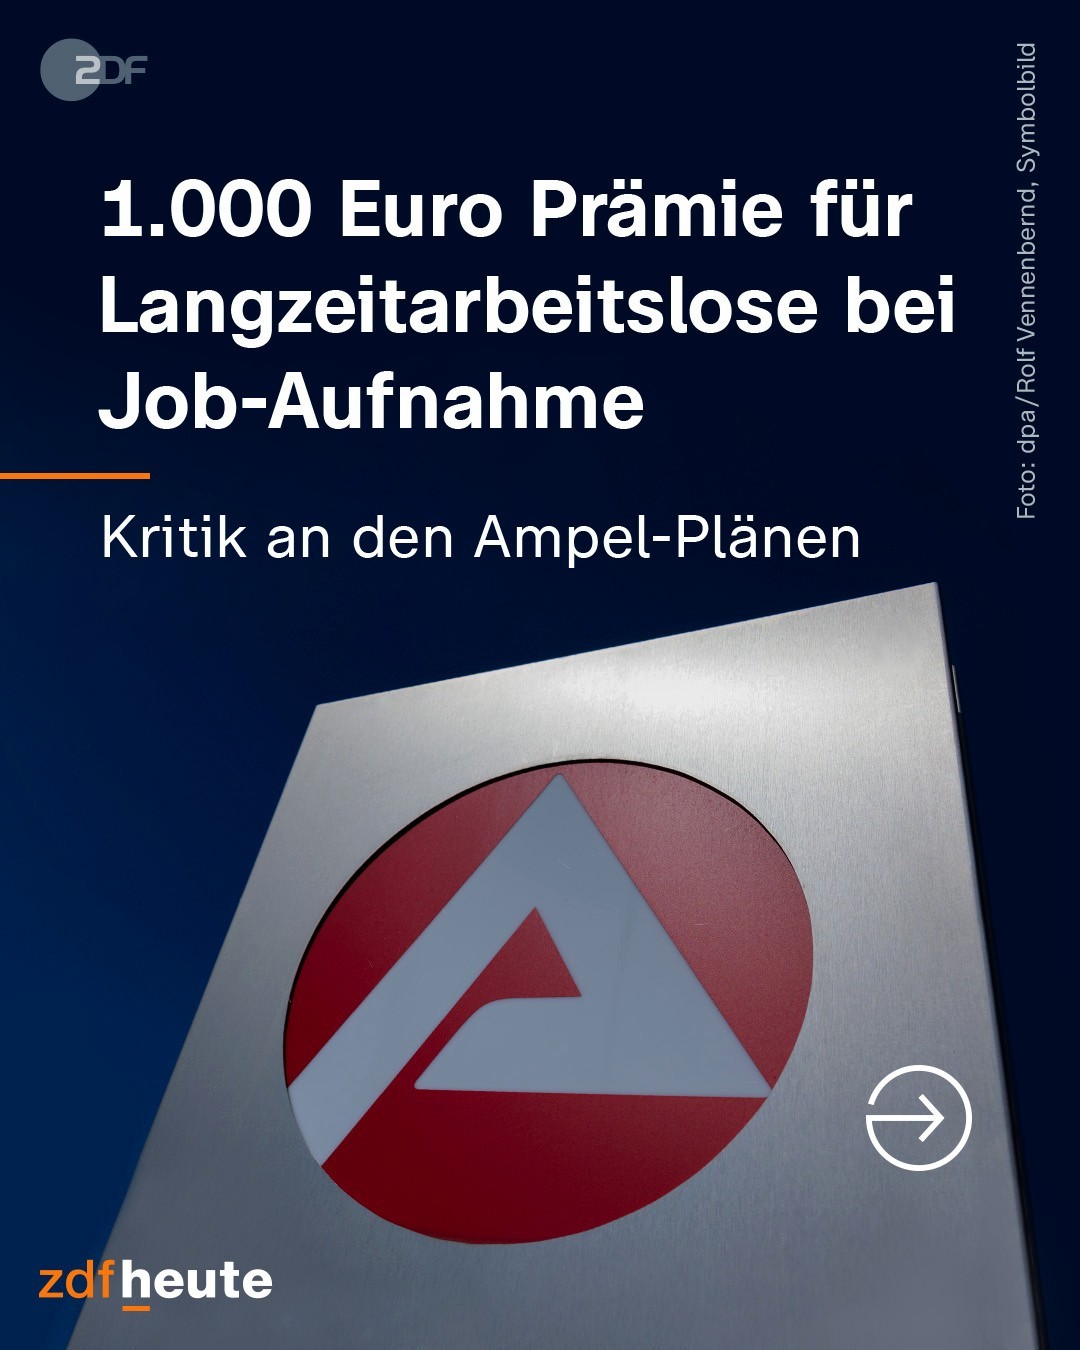 ZDF
1.000 Euro Prämie für
Langzeitarbeitslose bei
Job-Aufnahme
Kritik an den Ampel-Plänen
Foto: dpa/Rolf Vennenbernd, Symbolbild
zdfheute